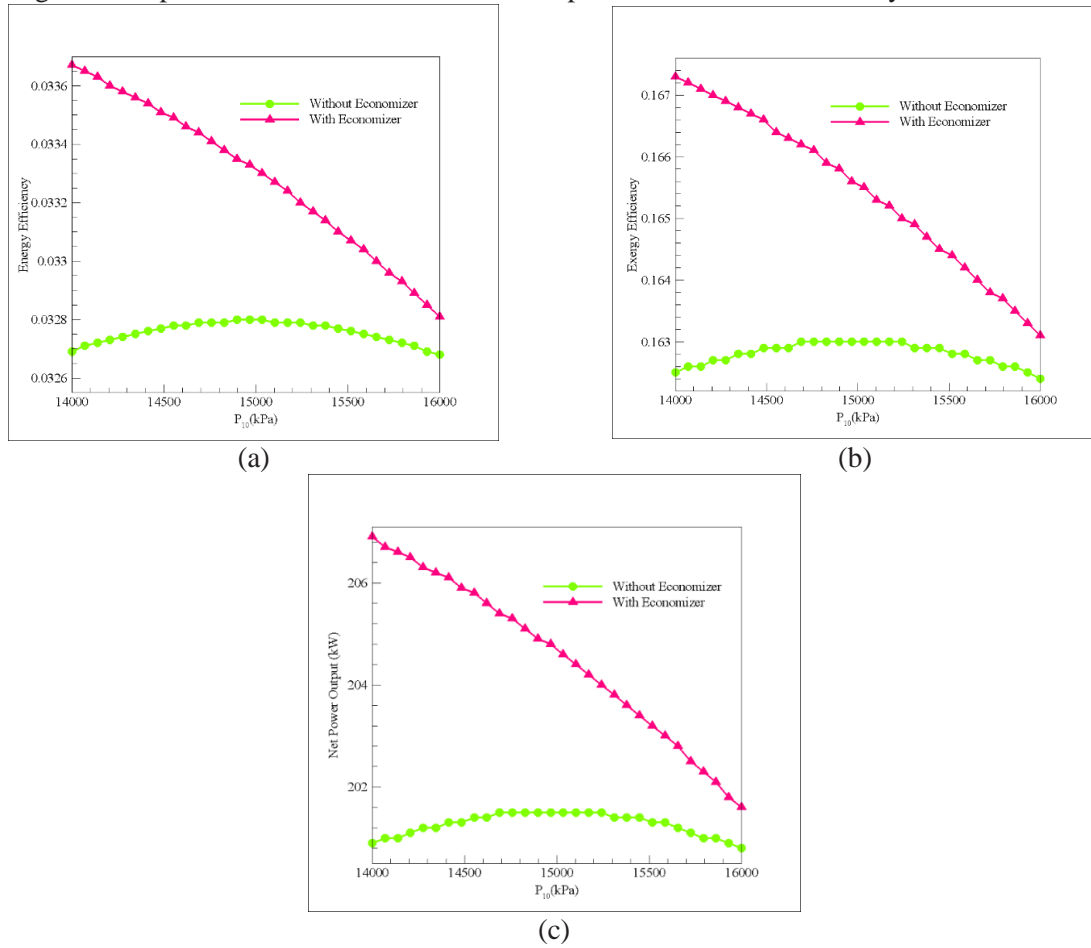 0.0336
0.0334
0.0332
0.033
0.0328
0.0326
Energy Efficiency
Without Economizer
With Economizer
14000 14500 15000 15500 16000
P10(kPa)
(a)
0.167
0.166
0.165
0.164
0.163
Exergy Efficiency
Without Economizer
With Economizer
14000 14500 15000 15500 16000
P10(kPa)
(b)
206
204
202
Net Power Output (kW)
Without Economizer
With Economizer
14000 14500 15000 15500 16000
P10(kPa)
(c)